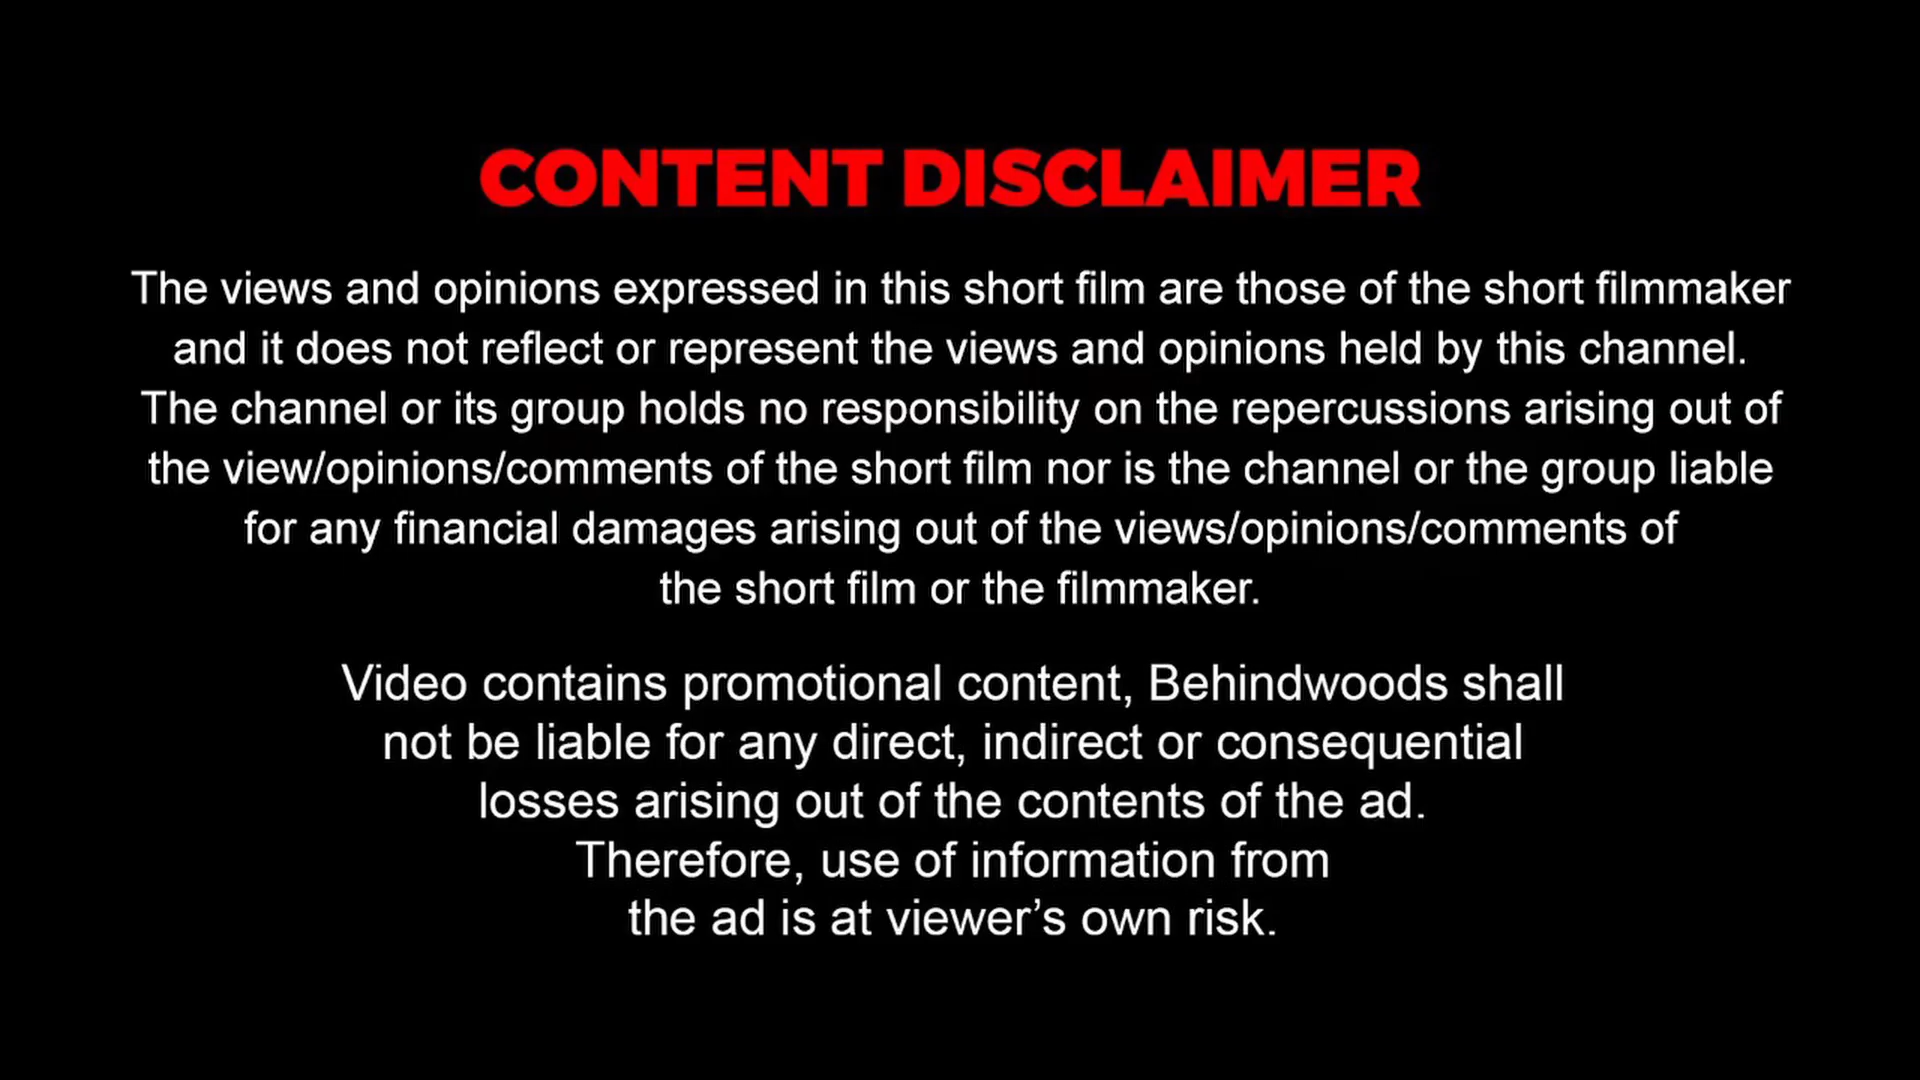 CONTENT DISCLAIMER
The views and opinions expressed in this short film are those of the short filmmaker
and it does not reflect or represent the views and opinions held by this channel.
The channel or its group holds no responsibility on the repercussions arising out of
the view/opinions/comments of the short film nor is the channel or the group liable
for any financial damages arising out of the views/opinions/comments of
the short film or the filmmaker.
Video contains promotional content, Behindwoods shall
not be liable for any direct, indirect or consequential
losses arising out of the contents of the ad.
Therefore, use of information from
the ad is at viewer’s own risk.